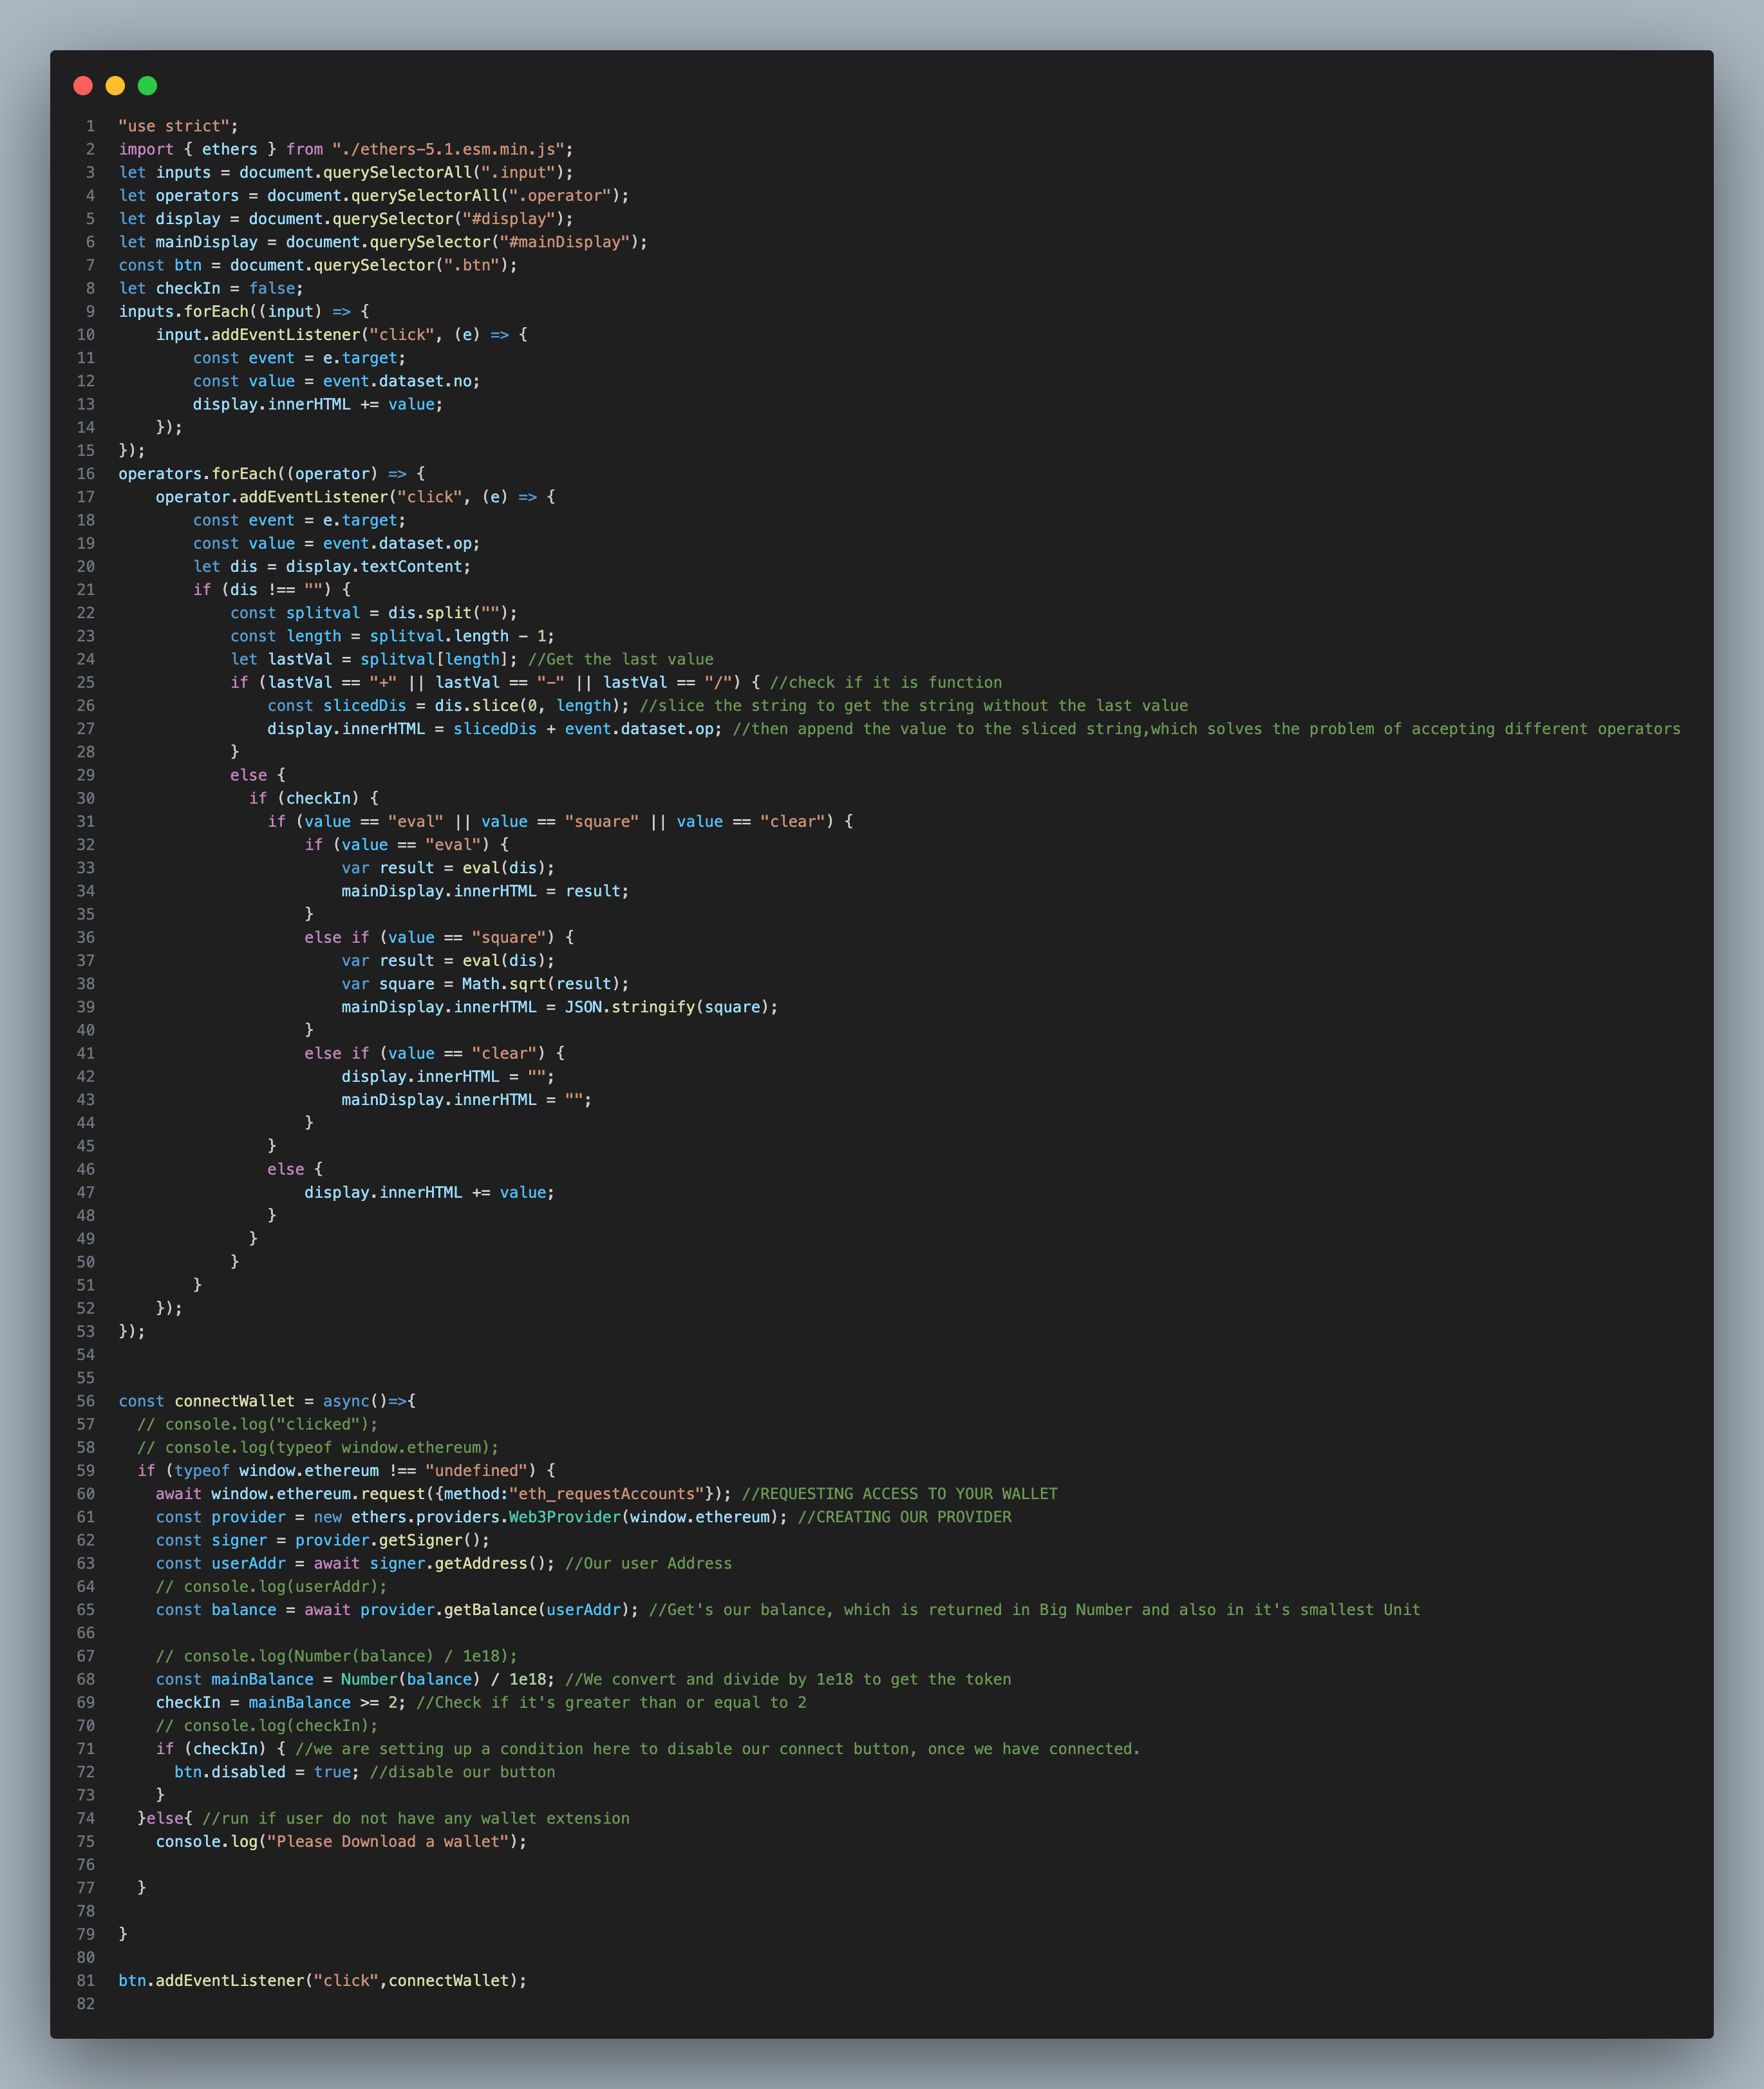 1 "use strict";
2 import { ethers } from "./ethers-5.1.esm.min.js";
3 let inputs = document.querySelectorAll(".input");
4 let operators = document.querySelectorAll(".operator");
5 let display = document.querySelector("#display");
6 let mainDisplay = document.querySelector("#mainDisplay");
7 const btn = document.querySelector(".btn");
8 let checkIn = false;
9 inputs.forEach((input) => {
10     input.addEventListener("click", (e) => {
11         const event = e.target;
12         const value = event.dataset.no;
13         display.innerHTML += value;
14     });
15 });
16 operators.forEach((operator) => {
17     operator.addEventListener("click", (e) => {
18         const event = e.target;
19         const value = event.dataset.op;
20         let dis = display.textContent;
21         if (dis !== "") {
22             const splitval = dis.split("");
23             const length = splitval.length - 1;
24             let lastVal = splitval[length]; //Get the last value
25             if (lastVal == "+" || lastVal == "-" || lastVal == "/") { //check if it is function
26                 const slicedDis = dis.slice(0, length); //slice the string to get the string without the last value
27                 display.innerHTML = slicedDis + event.dataset.op; //then append the value to the sliced string,which solves the problem of accepting different operators
28             }
29             else {
30               if (checkIn) {
31                 if (value == "eval" || value == "square" || value == "clear") {
32                     if (value == "eval") {
33                         var result = eval(dis);
34                         mainDisplay.innerHTML = result;
35                     }
36                     else if (value == "square") {
37                         var result = eval(dis);
38                         var square = Math.sqrt(result);
39                         mainDisplay.innerHTML = JSON.stringify(square);
40                     }
41                     else if (value == "clear") {
42                         display.innerHTML = "";
43                         mainDisplay.innerHTML = "";
44                     }
45                 }
46                 else {
47                     display.innerHTML += value;
48                 }
49               }
50             }
51         }
52     });
53 });
54
55
56 const connectWallet = async()=>{
57   // console.log("clicked");
58   // console.log(typeof window.ethereum);
59   if (typeof window.ethereum !== "undefined") {
60     await window.ethereum.request({method:"eth_requestAccounts"}); //REQUESTING ACCESS TO YOUR WALLET
61     const provider = new ethers.providers.Web3Provider(window.ethereum); //CREATING OUR PROVIDER
62     const signer = provider.getSigner();
63     const userAddr = await signer.getAddress(); //Our user Address
64     // console.log(userAddr);
65     const balance = await provider.getBalance(userAddr); //Get's our balance, which is returned in Big Number and also in it's smallest Unit
66
67     // console.log(Number(balance) / 1e18);
68     const mainBalance = Number(balance) / 1e18; //We convert and divide by 1e18 to get the token
69     checkIn = mainBalance >= 2; //Check if it's greater than or equal to 2
70     // console.log(checkIn);
71     if (checkIn) { //we are setting up a condition here to disable our connect button, once we have connected.
72       btn.disabled = true; //disable our button
73     }
74   }else{ //run if user do not have any wallet extension
75     console.log("Please Download a wallet");
76
77   }
78
79 }
80
81 btn.addEventListener("click",connectWallet);
82